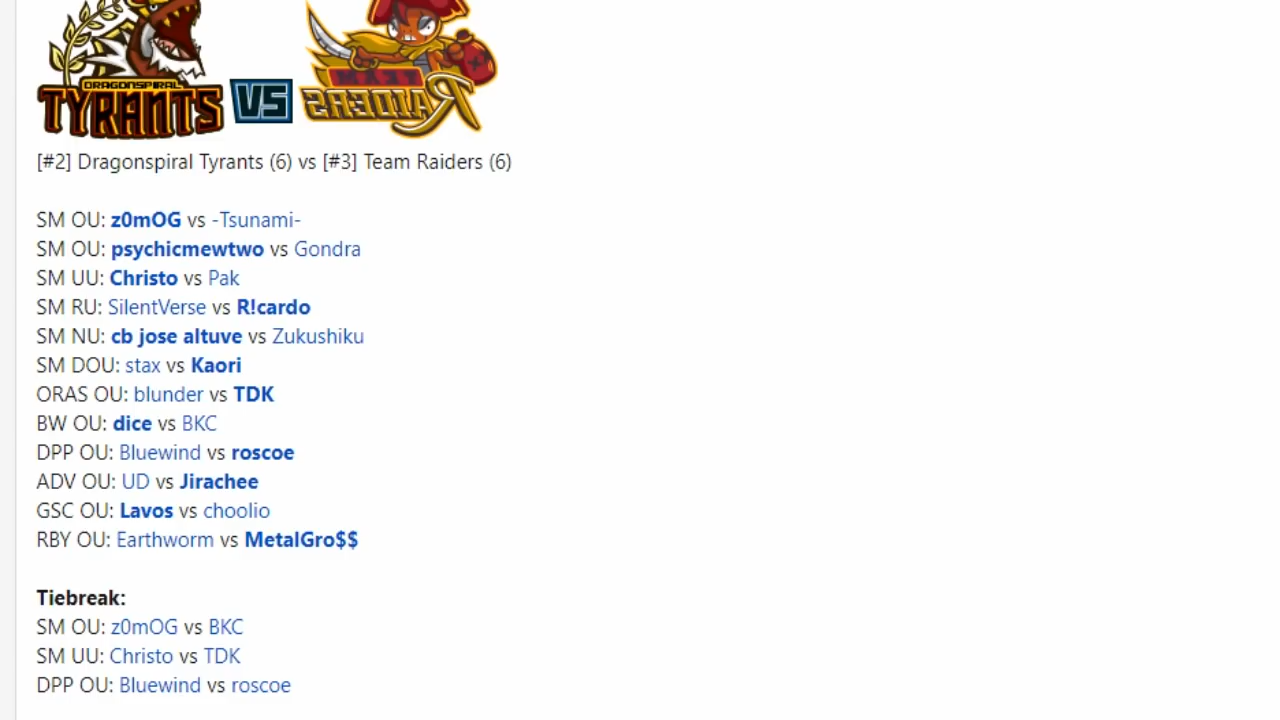 DRAGONSPIRAL
TYRANTS
VS
TEAM
RAIDERS
[#2] Dragonspiral Tyrants (6) vs [#3] Team Raiders (6)
SM OU: z0mOG vs -Tsunami-
SM OU: psychicmewtwo vs Gondra
SM UU: Christo vs Pak
SM RU: SilentVerse vs R!cardo
SM NU: cb jose altuve vs Zukushiku
SM DOU: stax vs Kaori
ORAS OU: blunder vs TDK
BW OU: dice vs BKC
DPP OU: Bluewind vs roscoe
ADV OU: UD vs Jirachee
GSC OU: Lavos vs choolio
RBY OU: Earthworm vs MetalGro$$
Tiebreak:
SM OU: z0mOG vs BKC
SM UU: Christo vs TDK
DPP OU: Bluewind vs roscoe